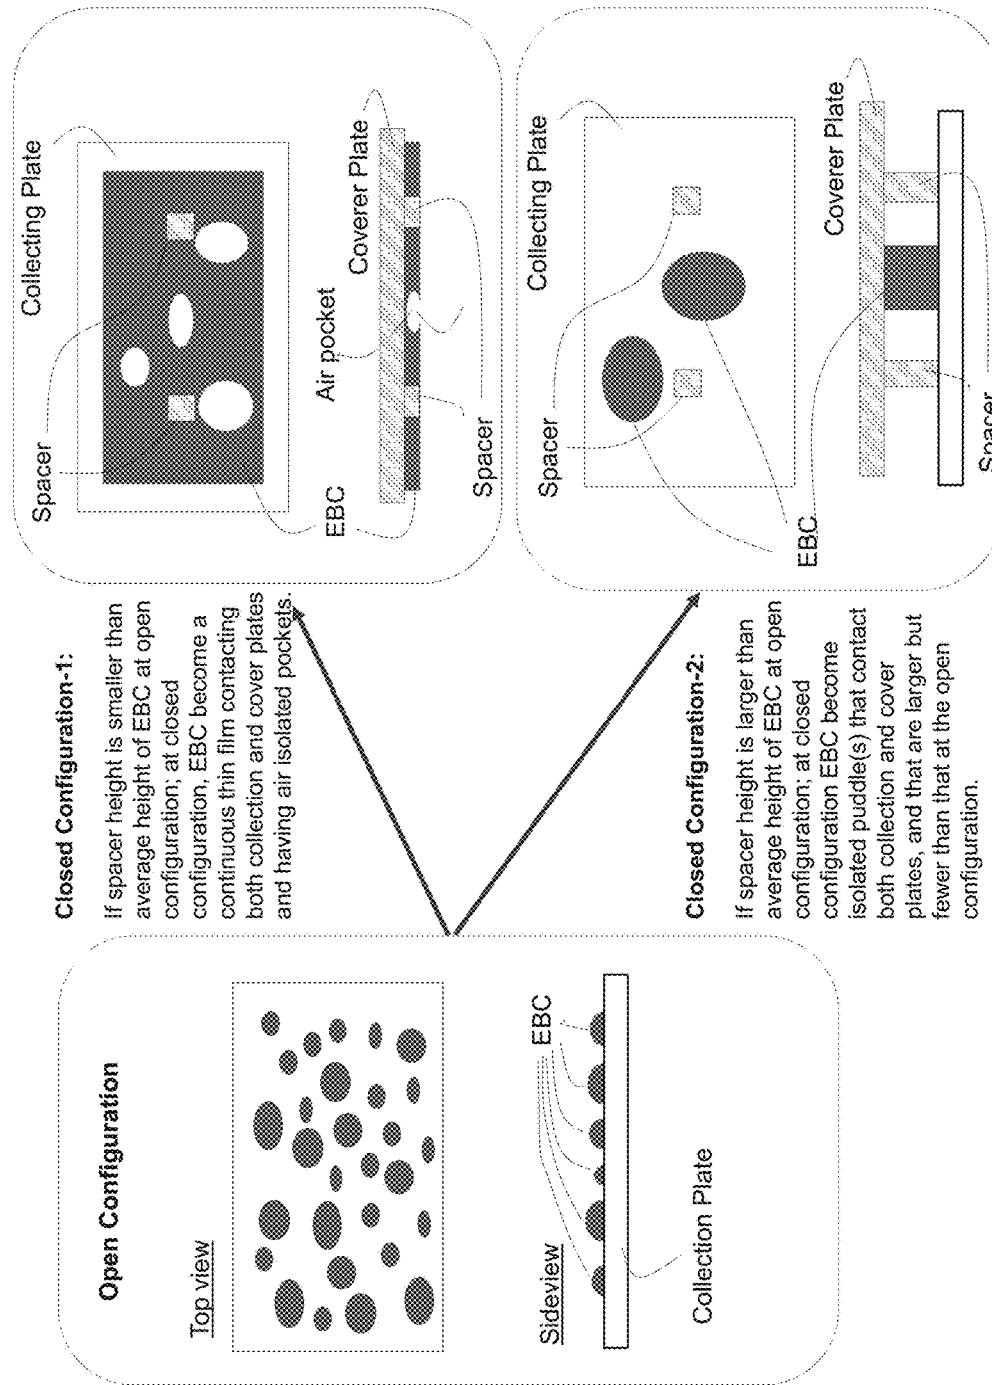 Open Configuration
Top view
Sideview
EBC
Collection Plate
Closed Configuration-1:
If spacer height is smaller than
average height of EBC at open
configuration; at closed
configuration, EBC become a
continuous thin film contacting
both collection and cover plates
and having air isolated pockets.
Spacer
Collecting Plate
EBC
Air pocket
Coverer Plate
Spacer
Closed Configuration-2:
If spacer height is larger than
average height of EBC at open
configuration; at closed
configuration EBC become
isolated puddle(s) that contact
both collection and cover
plates, and that are larger but
fewer than that at the open
configuration.
Spacer
Collecting Plate
EBC
Coverer Plate
Spacer